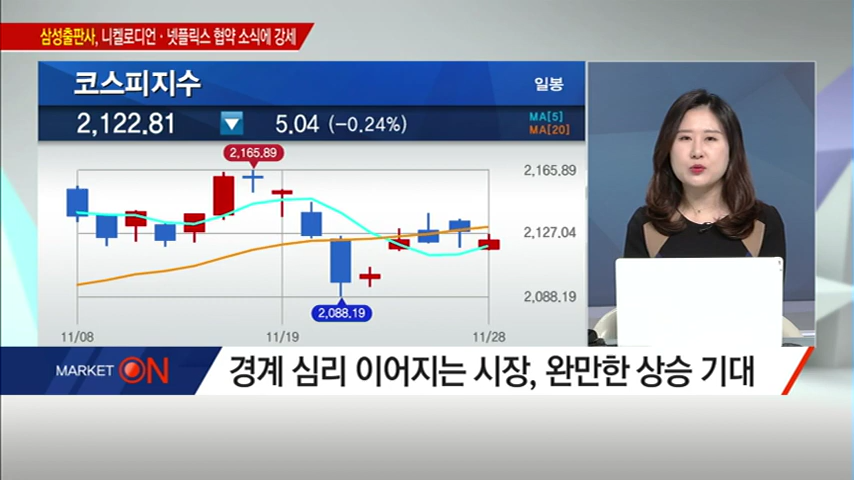 삼성출판사, 니켈로디언·넷플릭스 협약 소식에 강세
코스피지수
일봉
2,122.81 ▼ 5.04 (-0.24%)
MA[5]
MA[20]
2,165.89
2,165.89
2,127.04
2,088.19
2,088.19
11/08 11/19 11/28
MARKET ON
경계 심리 이어지는 시장, 완만한 상승 기대